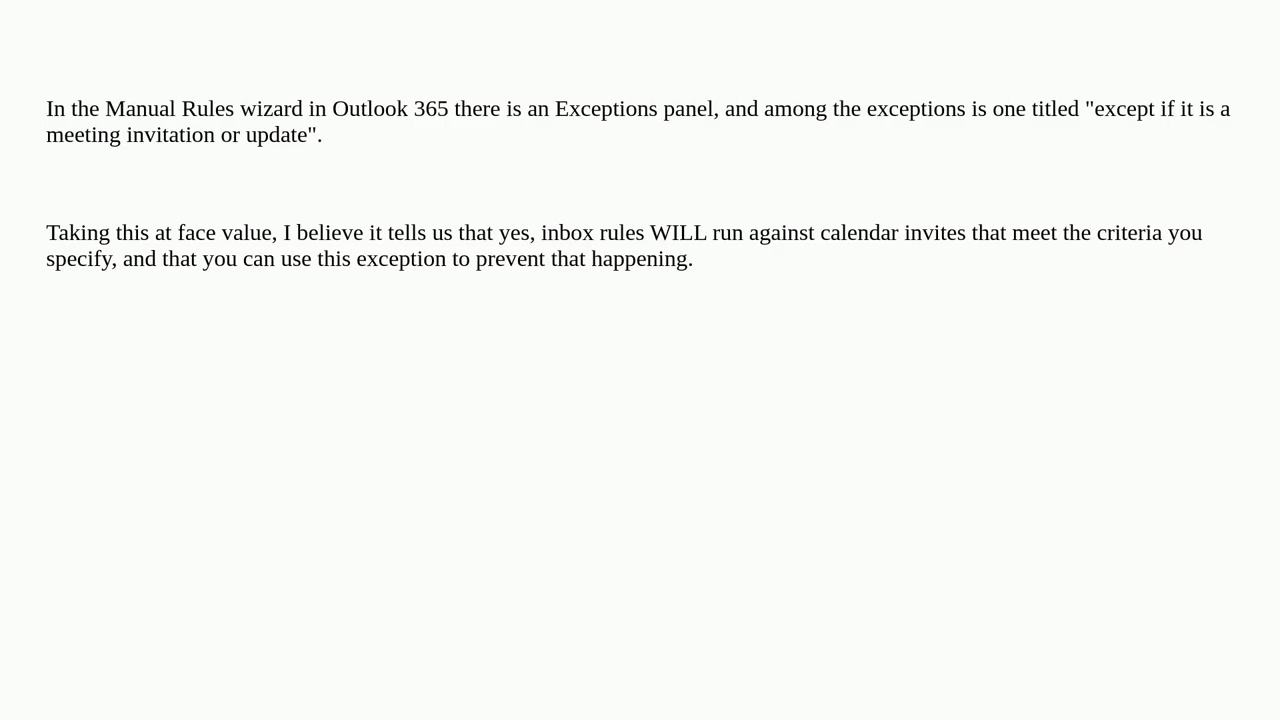 In the Manual Rules wizard in Outlook 365 there is an Exceptions panel, and among the exceptions is one titled "except if it is a
meeting invitation or update".
Taking this at face value, I believe it tells us that yes, inbox rules WILL run against calendar invites that meet the criteria you
specify, and that you can use this exception to prevent that happening.